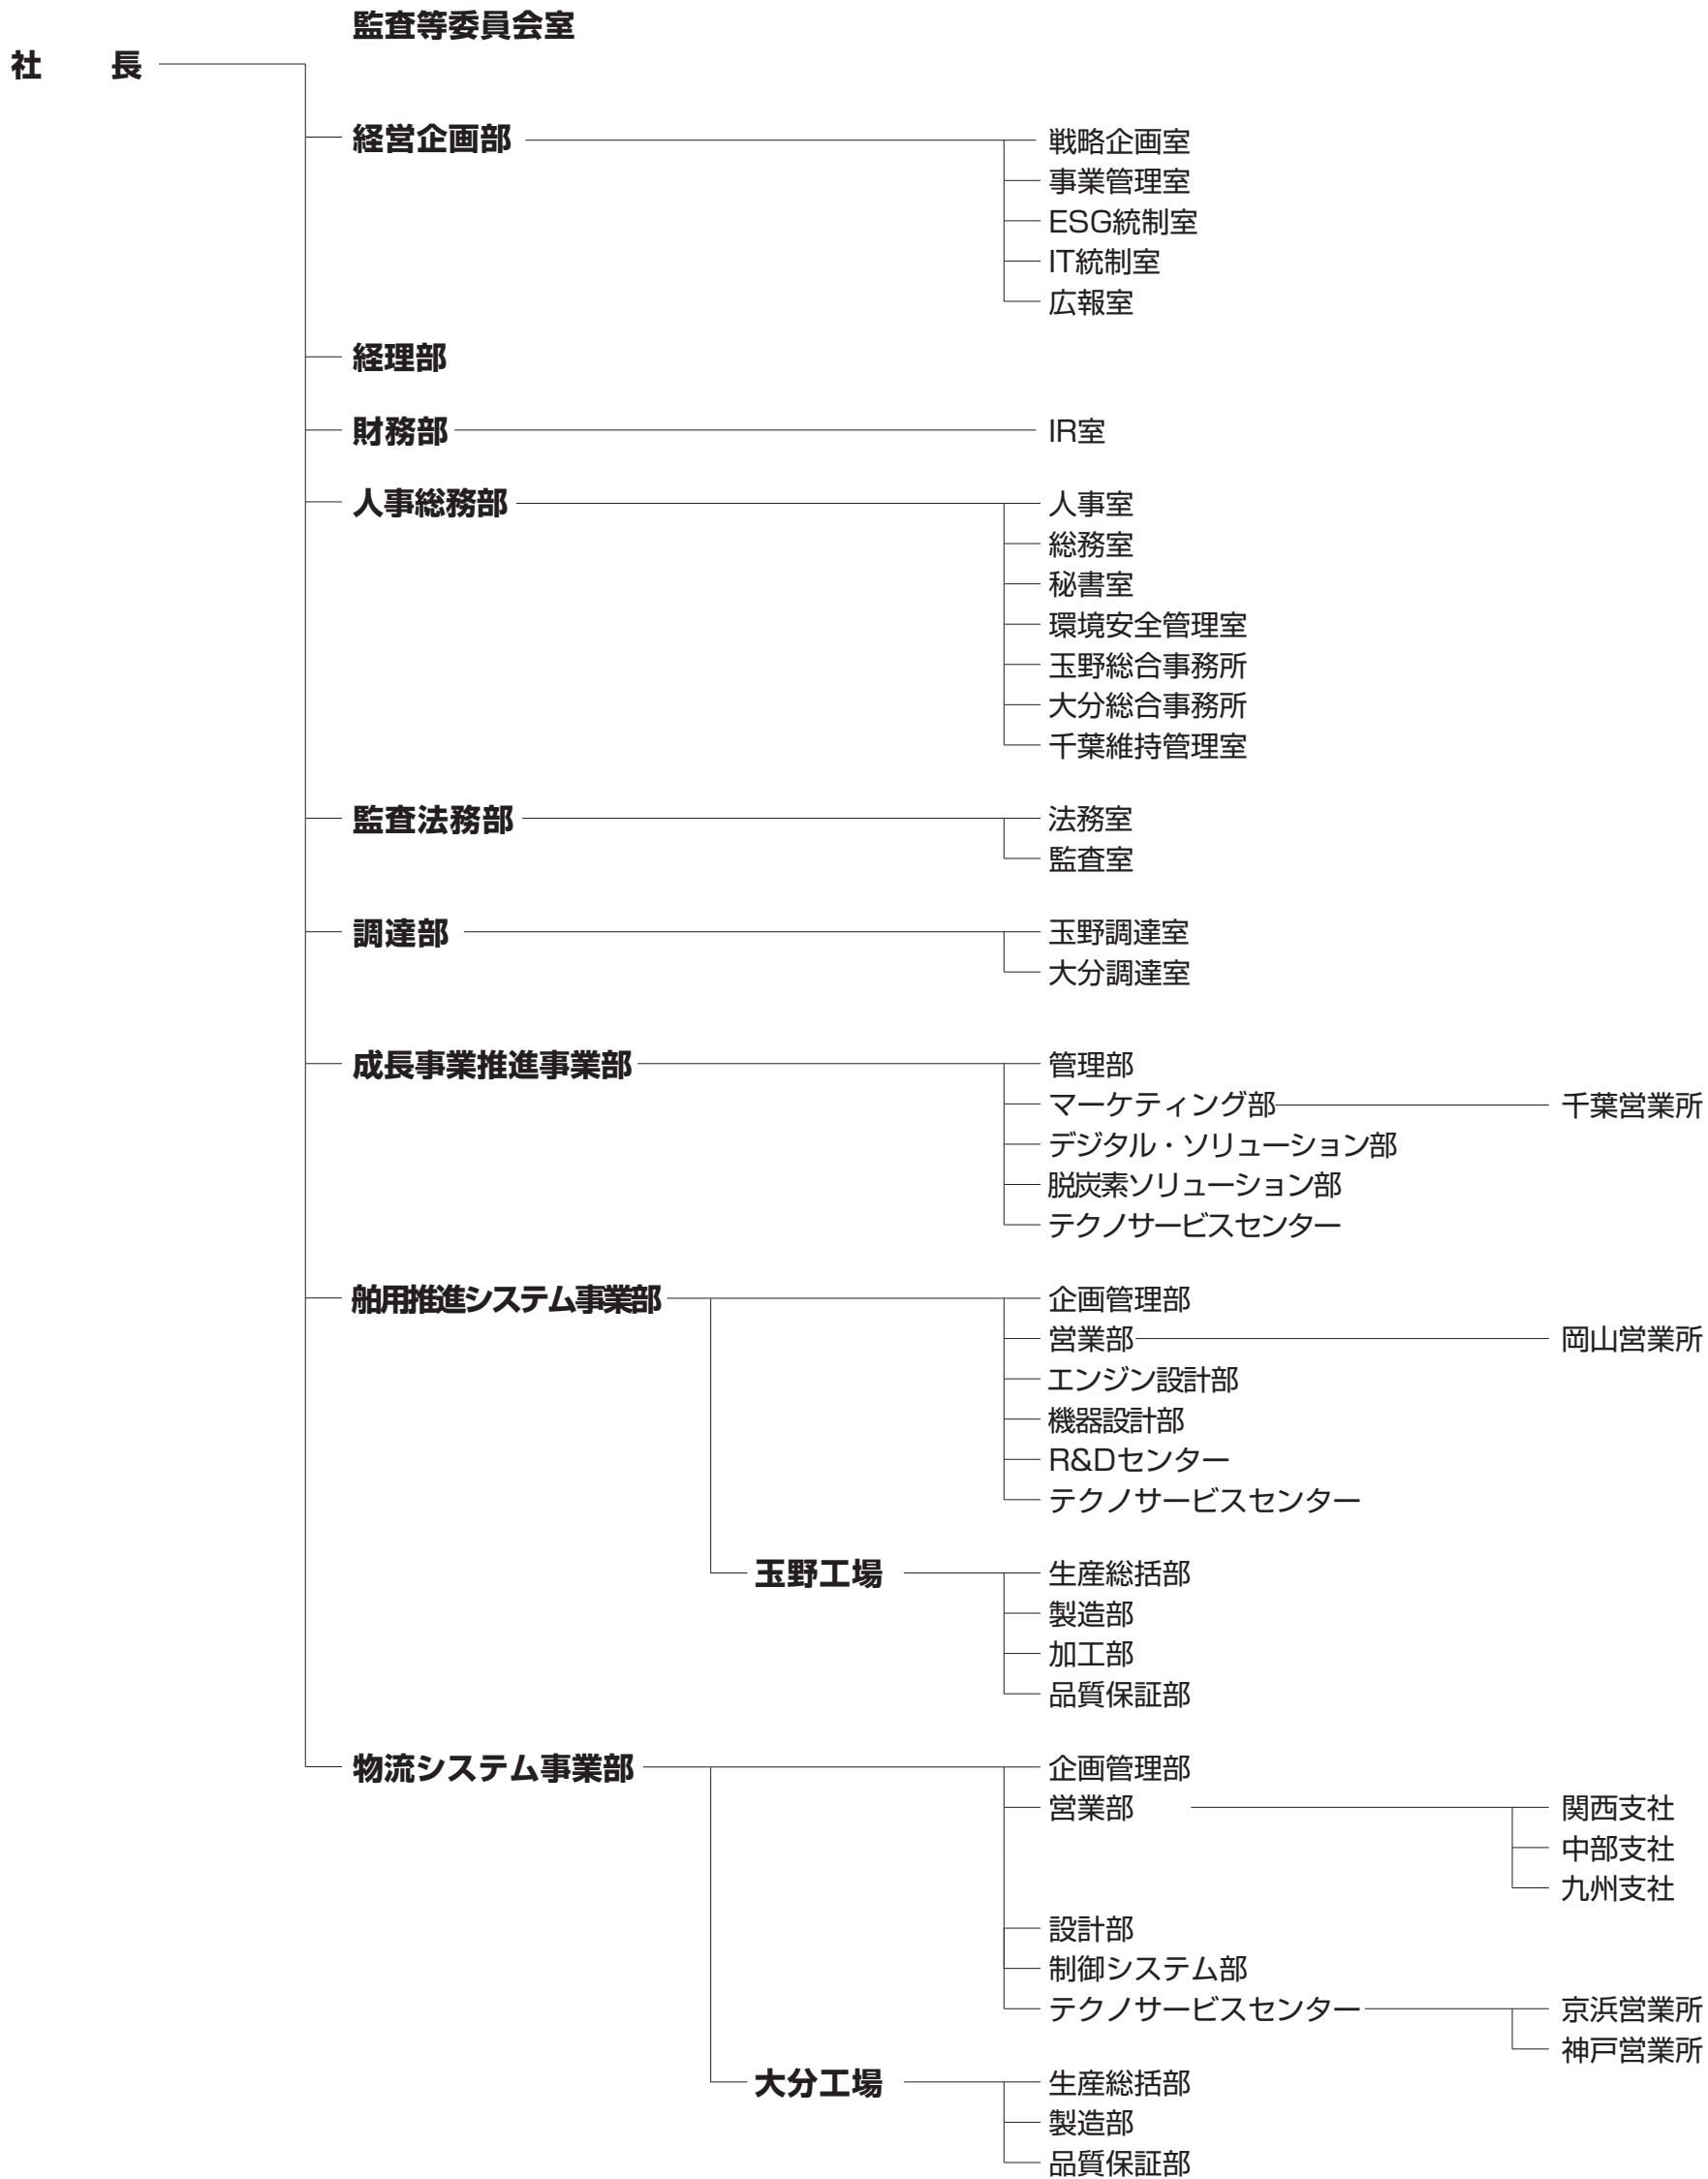 監査等委員会室
社　　長
経営企画部　戦略企画室
事業管理室
ESG統制室
IT統制室
広報室
経理部
財務部　IR室
人事総務部　人事室
総務室
秘書室
環境安全管理室
玉野総合事務所
大分総合事務所
千葉維持管理室
監査法務部　法務室
監査室
調達部　玉野調達室
大分調達室
成長事業推進事業部　管理部
マーケティング部　千葉営業所
デジタル・ソリューション部
脱炭素ソリューション部
テクノサービスセンター
舶用推進システム事業部　企画管理部
営業部　岡山営業所
エンジン設計部
機器設計部
R&Dセンター
テクノサービスセンター
玉野工場　生産総括部
製造部
加工部
品質保証部
物流システム事業部　企画管理部
営業部　関西支社
中部支社
九州支社
設計部
制御システム部
テクノサービスセンター　京浜営業所
神戸営業所
大分工場　生産総括部
製造部
品質保証部